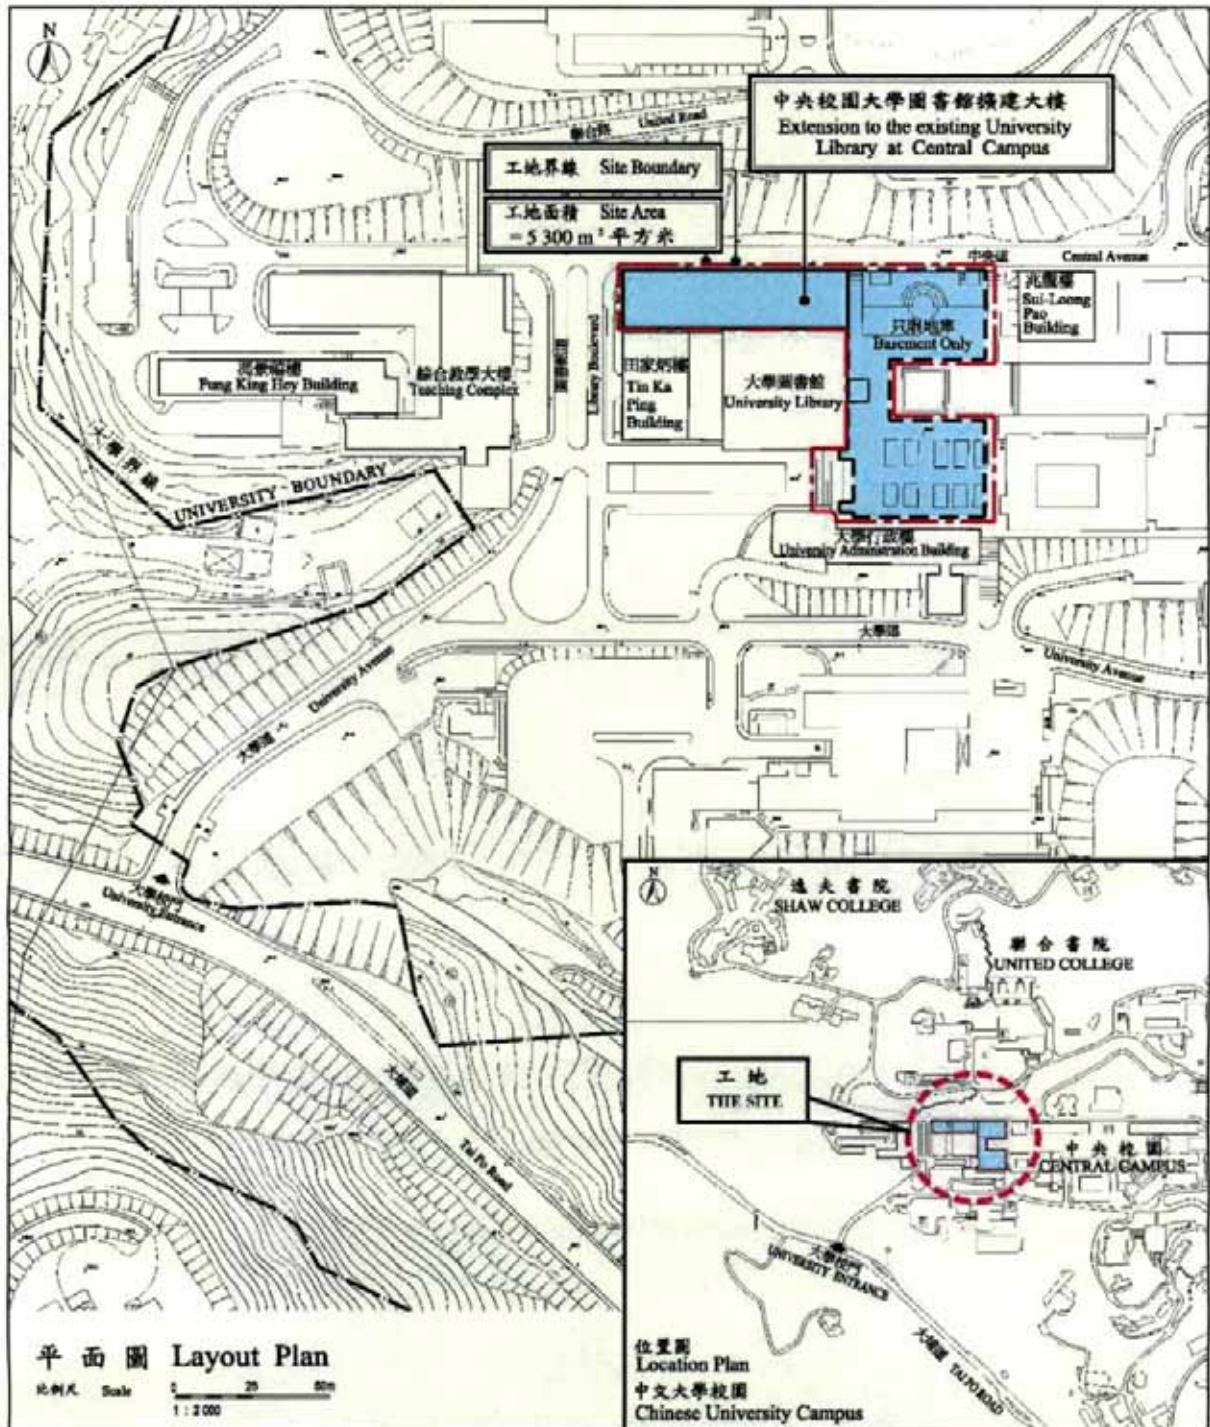 N
聯合路 United Road
中央校園大學圖書館擴建大樓
Extension to the existing University
Library at Central Campus
工地界線 Site Boundary
工地面積 Site Area
= 5 300 m² 平方米
中央道 Central Avenue
兆龍樓
Sui-Loong
Pao
Building
只限地庫
Basement Only
馮景禧樓
Fung King Hey Building
綜合教學大樓
Teaching Complex
Library Boulevard
田家炳樓
Tin Ka
Ping
Building
大學圖書館
University Library
大學界線
UNIVERSITY BOUNDARY
大學行政樓
University Administration Building
大學道
University Avenue
大學道 University Avenue
大學校門
University Entrance
大埔道
Tai Po Road
N
逸夫書院
SHAW COLLEGE
聯合書院
UNITED COLLEGE
工地
THE SITE
中央校園
CENTRAL CAMPUS
大學校門
UNIVERSITY ENTRANCE
大埔道 TAI PO ROAD
位置圖
Location Plan
中文大學校園
Chinese University Campus
平面圖 Layout Plan
比例尺 Scale
0 25 50m
1 : 2 000